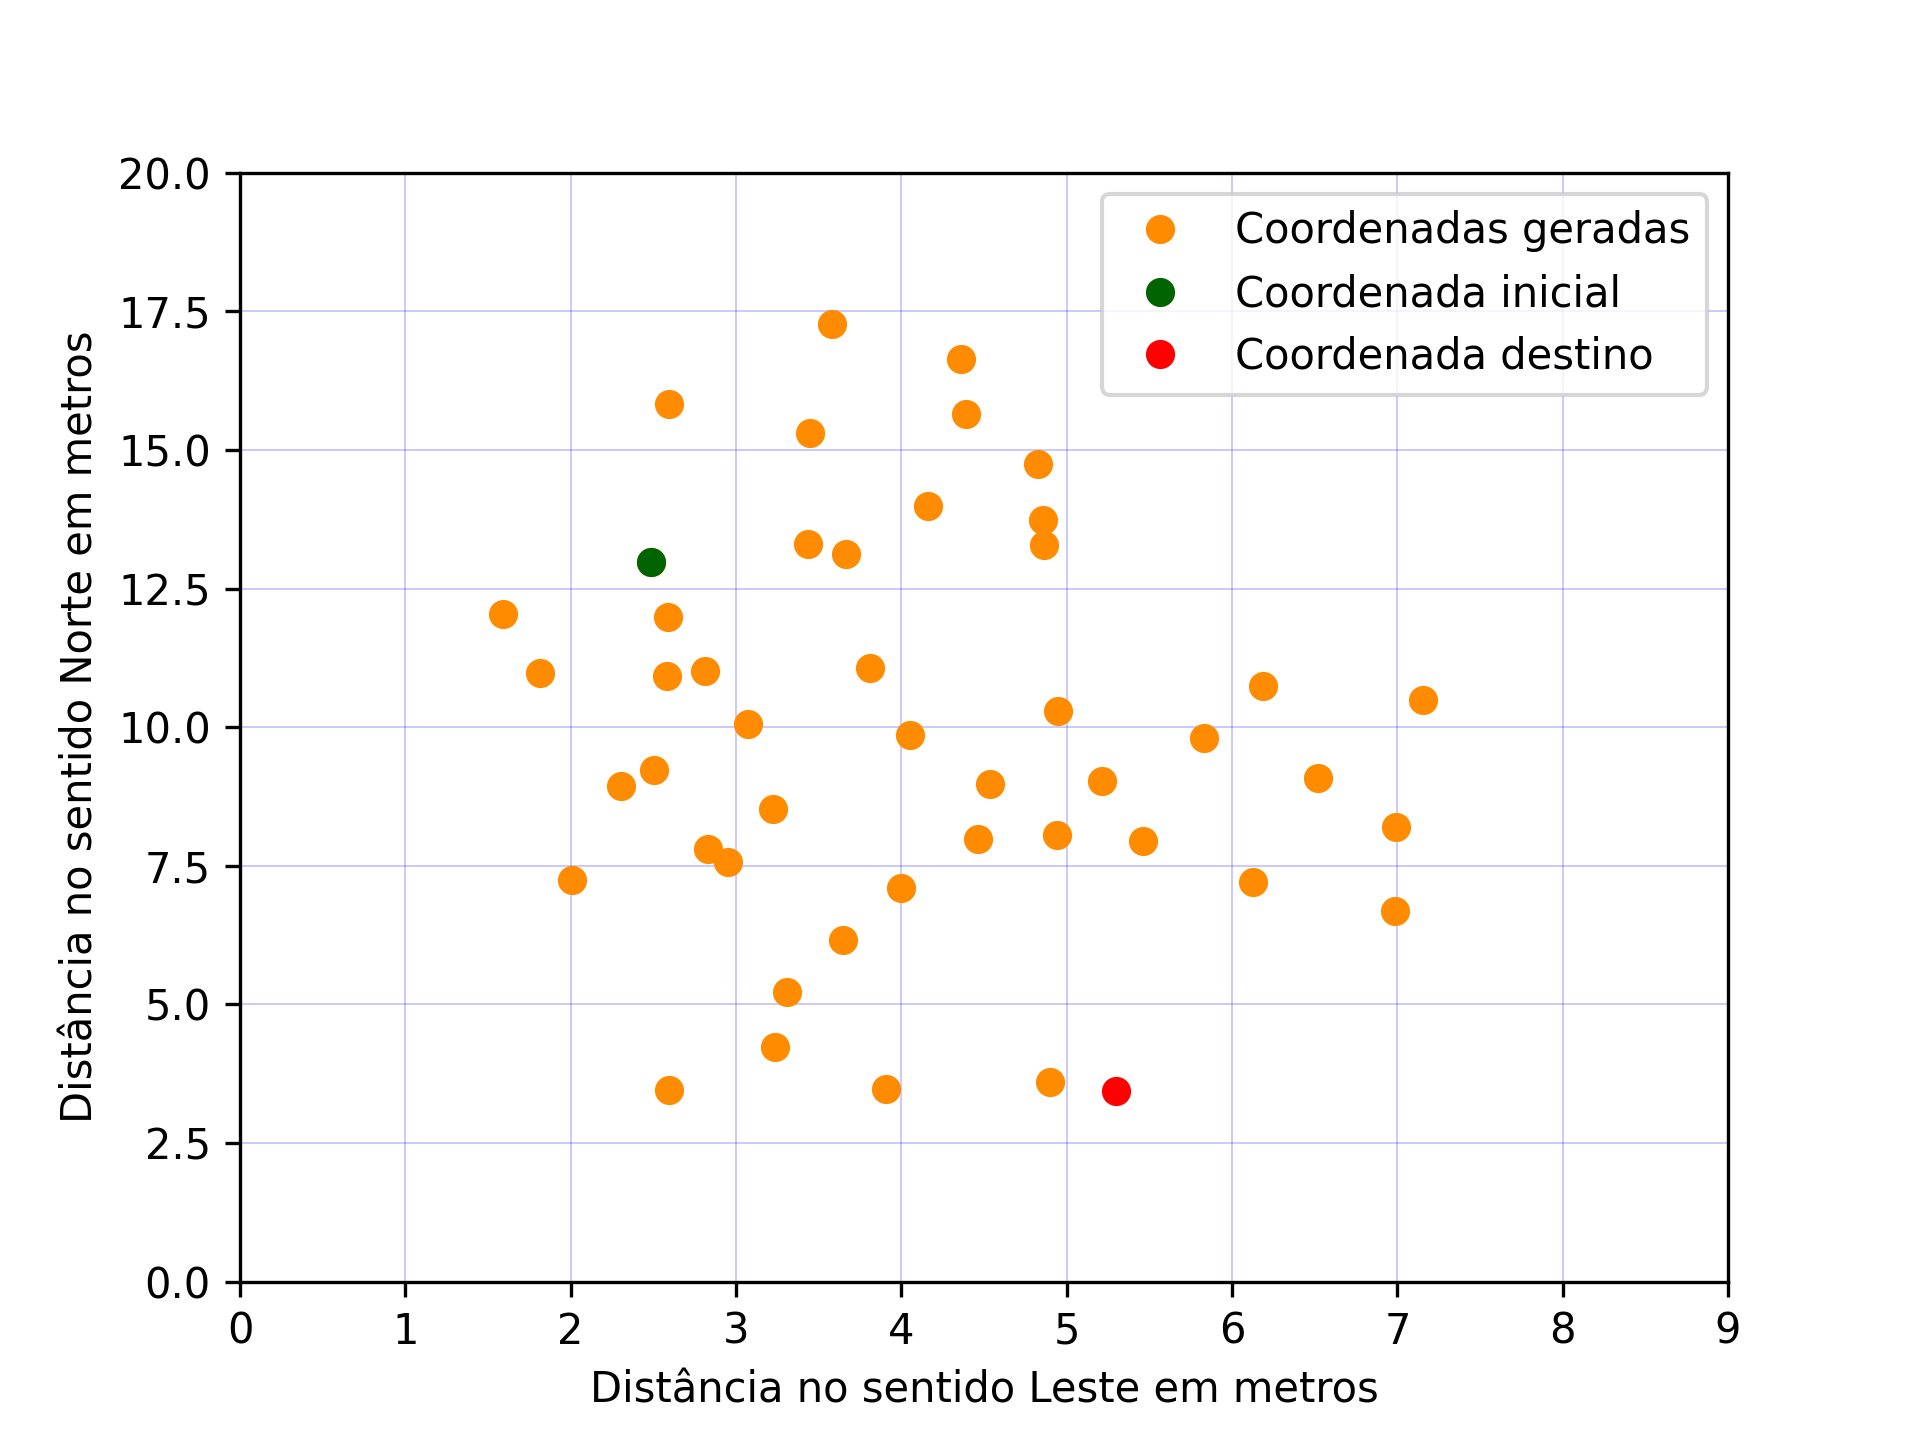 20.0
17.5
15.0
12.5
10.0
7.5
5.0
2.5
0.0
Distância no sentido Norte em metros
Coordenadas geradas
Coordenada inicial
Coordenada destino
0 1 2 3 4 5 6 7 8 9
Distância no sentido Leste em metros